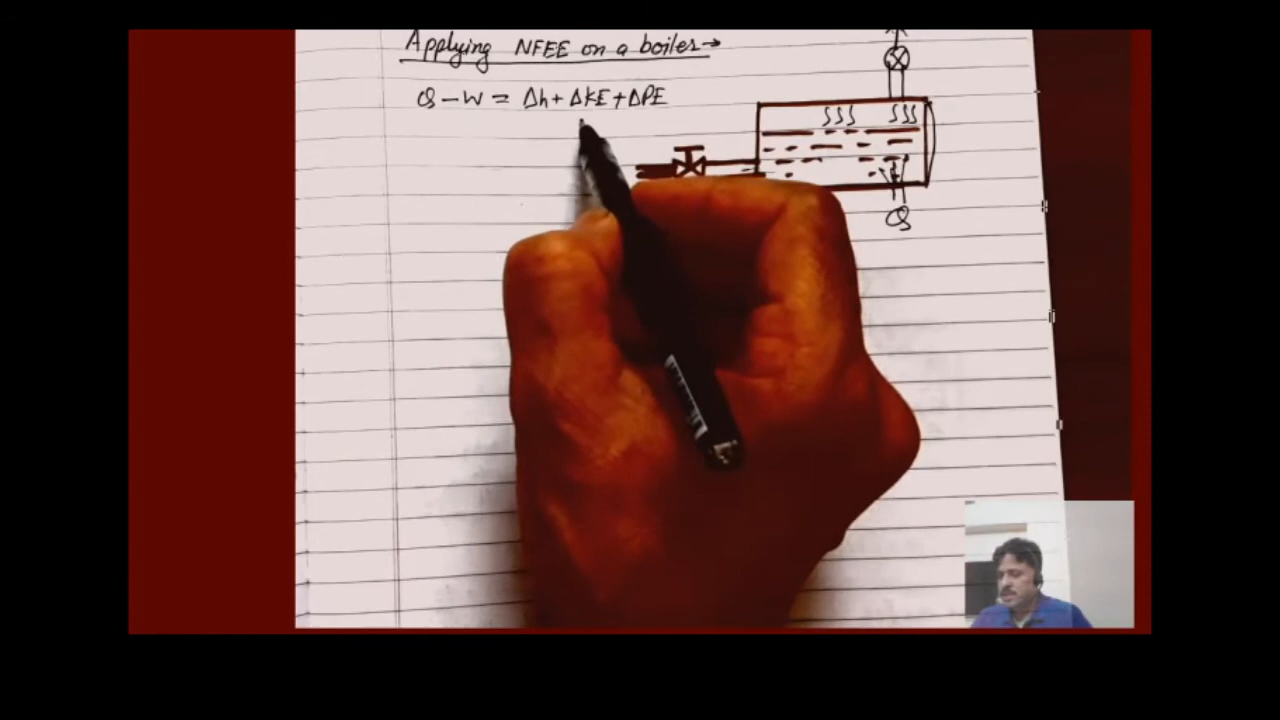 Applying NFEE on a boiler→
Q - W = Δh + ΔKE + ΔPE
Q